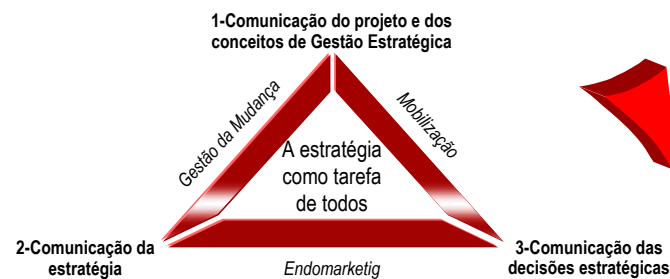 1-Comunicação do projeto e dos
conceitos de Gestão Estratégica
Gestão da Mudança
Mobilização
A estratégia
como tarefa
de todos
2-Comunicação da
estratégia
Endomarketig
3-Comunicação das
decisões estratégicas